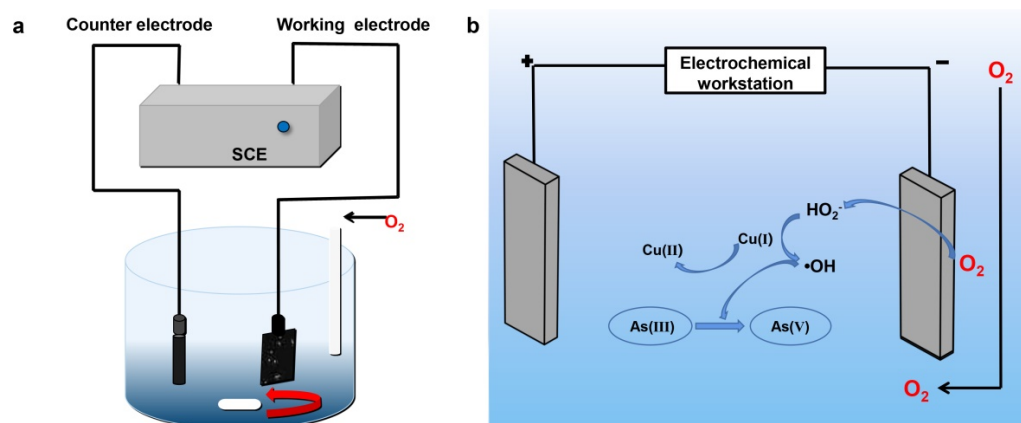 a
Counter electrode
Working electrode
SCE
O₂
b
+
Electrochemical
workstation
−
O₂
HO₂⁻
Cu(I)
Cu(II)
•OH
O₂
As(III)
As(V)
O₂